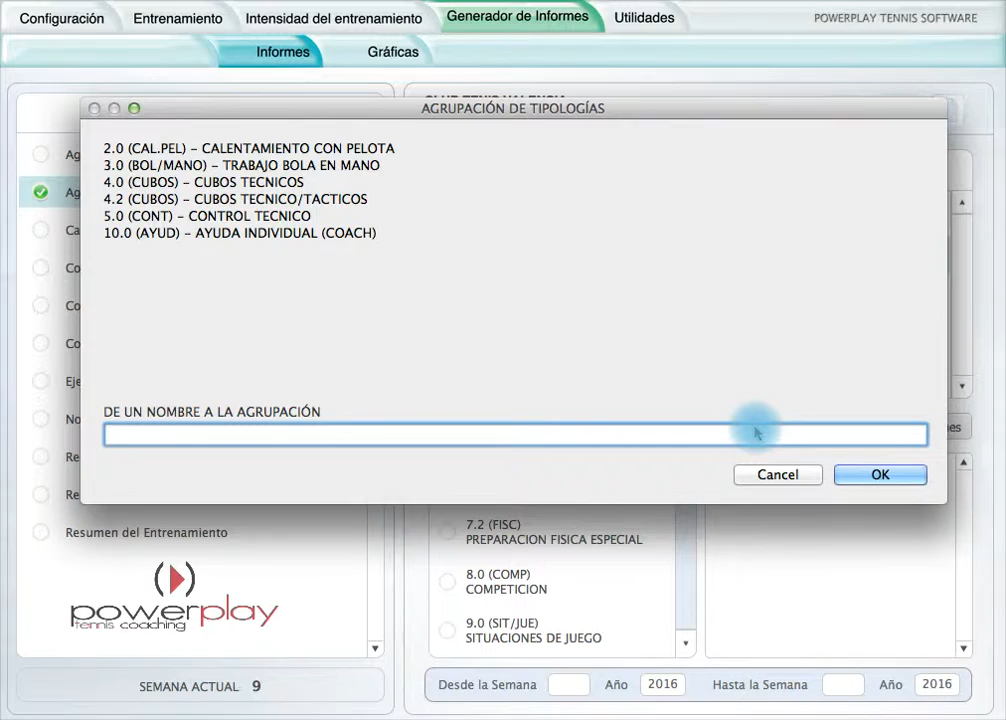 Configuración Entrenamiento Intensidad del entrenamiento Generador de Informes Utilidades POWERPLAY TENNIS SOFTWARE
Informes Gráficas
AGRUPACIÓN DE TIPOLOGÍAS
2.0 (CAL.PEL) – CALENTAMIENTO CON PELOTA
3.0 (BOL/MANO) – TRABAJO BOLA EN MANO
4.0 (CUBOS) – CUBOS TECNICOS
4.2 (CUBOS) – CUBOS TECNICO/TACTICOS
5.0 (CONT) – CONTROL TECNICO
10.0 (AYUD) – AYUDA INDIVIDUAL (COACH)
DE UN NOMBRE A LA AGRUPACIÓN
Cancel OK
Ag
Ag
Ca
Co
Co
Co
Eje
No
Re
Re
Resumen del Entrenamiento
powerplay
tennis coaching
SEMANA ACTUAL 9
es
7.2 (FISC)
PREPARACION FISICA ESPECIAL
8.0 (COMP)
COMPETICION
9.0 (SIT/JUE)
SITUACIONES DE JUEGO
Desde la Semana Año 2016 Hasta la Semana Año 2016